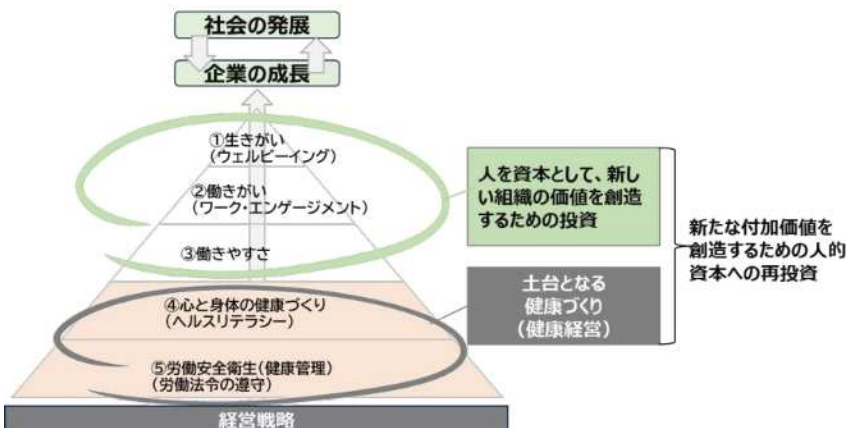 社会の発展
企業の成長
①生きがい
（ウェルビーイング）
②働きがい
（ワーク・エンゲージメント）
③働きやすさ
④心と身体の健康づくり
（ヘルスリテラシー）
⑤労働安全衛生（健康管理）
（労働法令の遵守）
経営戦略
人を資本として、新し
い組織の価値を創造
するための投資
土台となる
健康づくり
（健康経営）
新たな付加価値を
創造するための人的
資本への再投資